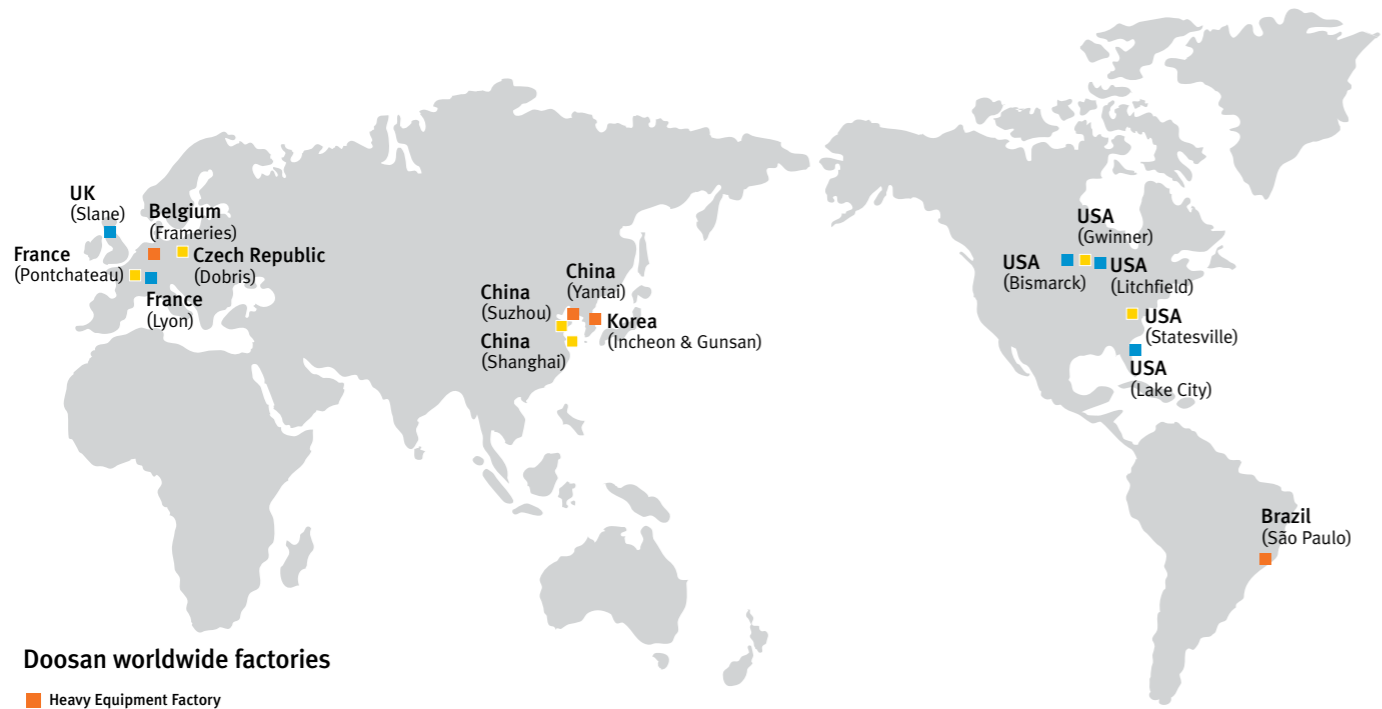 UK
(Slane)
Belgium
(Frameries)
France
(Pontchateau)
Czech Republic
(Dobris)
France
(Lyon)
China
(Yantai)
China
(Suzhou)
Korea
(Incheon & Gunsan)
China
(Shanghai)
USA
(Gwinner)
USA
(Bismarck)
USA
(Litchfield)
USA
(Statesville)
USA
(Lake City)
Brazil
(São Paulo)
Doosan worldwide factories
Heavy Equipment Factory